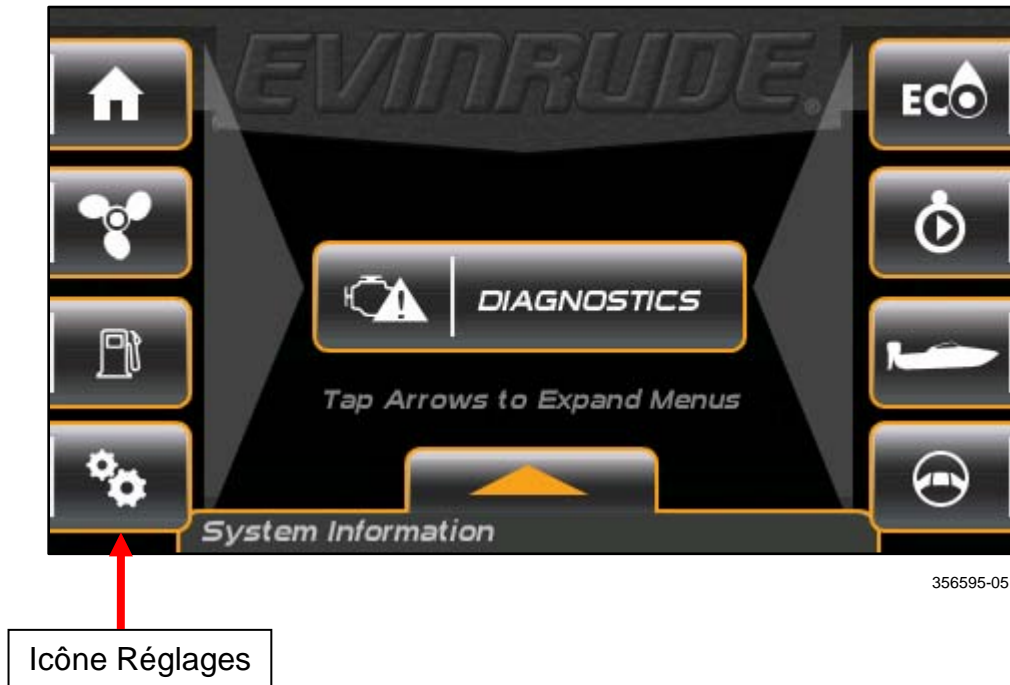 EVINRUDE®
ECO
DIAGNOSTICS
Tap Arrows to Expand Menus
System Information
356595-05
Icône Réglages